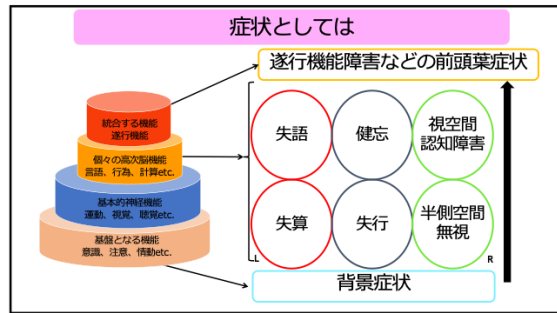 症状としては
遂行機能障害などの前頭葉症状
統合する機能
遂行機能
個々の高次脳機能
言語、行為、計算etc.
基本的神経機能
運動、視覚、聴覚etc.
基盤となる機能
意識、注意、情動etc.
失語
健忘
視空間
認知障害
失算
失行
半側空間
無視
L
R
背景症状